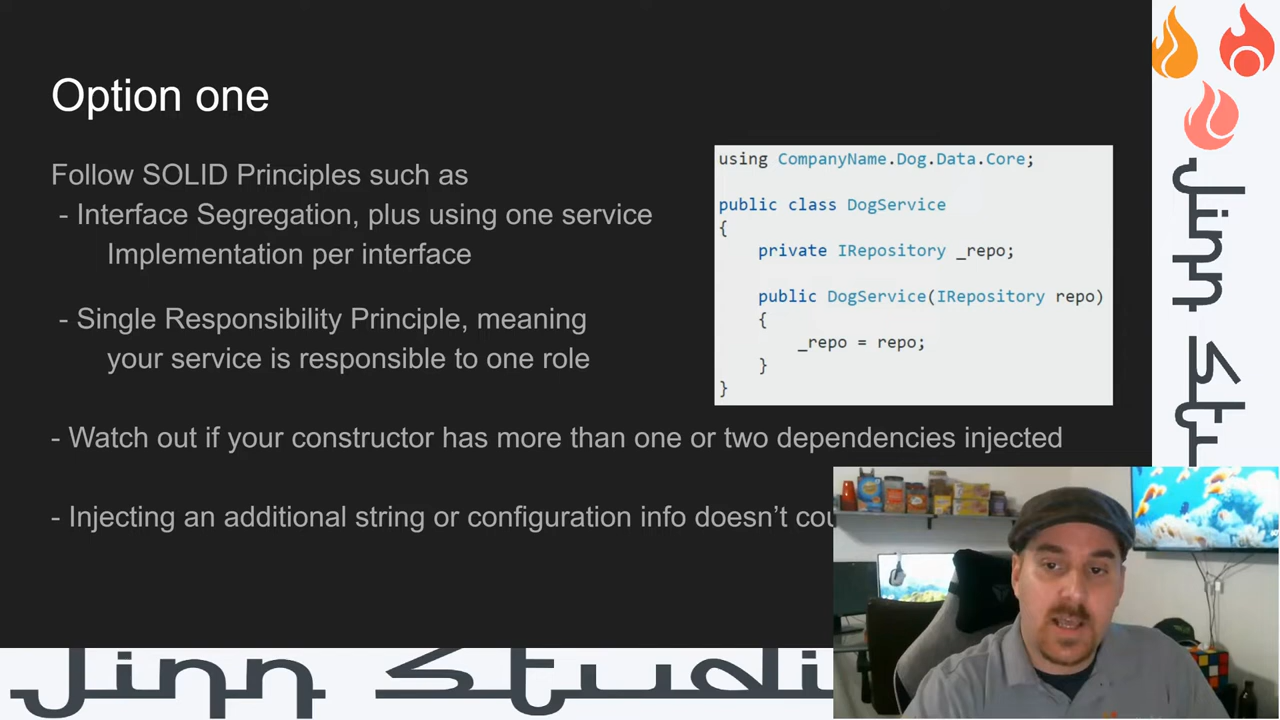 Option one
Follow SOLID Principles such as
- Interface Segregation, plus using one service
Implementation per interface
- Single Responsibility Principle, meaning
your service is responsible to one role
- Watch out if your constructor has more than one or two dependencies injected
- Injecting an additional string or configuration info doesn’t
using CompanyName.Dog.Data.Core;
public class DogService
{
private IRepository _repo;
public DogService(IRepository repo)
{
_repo = repo;
}
}
Jinn
Jinn